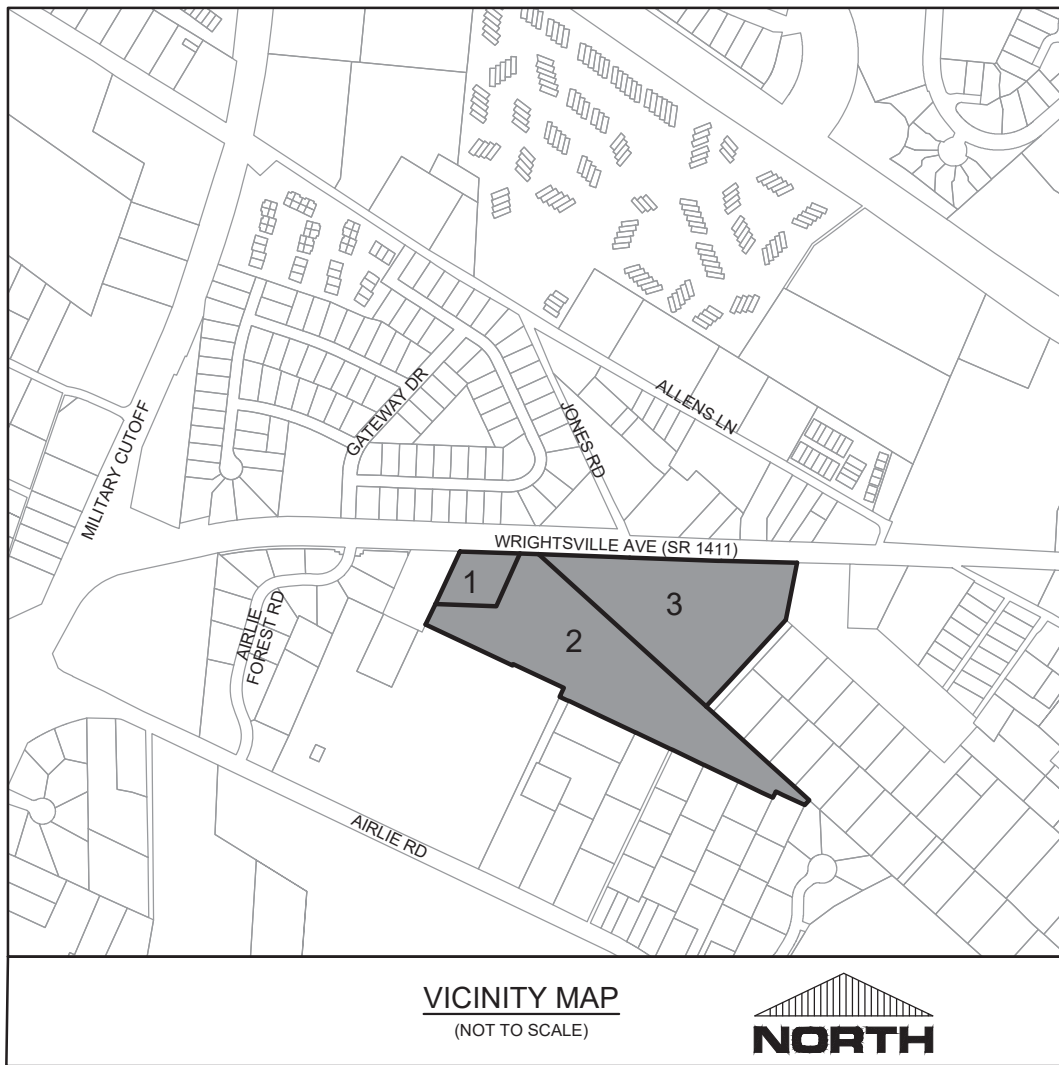 ALLENS LN
GATEWAY DR
JONES RD
MILITARY CUTOFF
WRIGHTSVILLE AVE (SR 1411)
1
2
3
AIRLIE
FOREST RD
AIRLIE RD
VICINITY MAP
(NOT TO SCALE)
NORTH